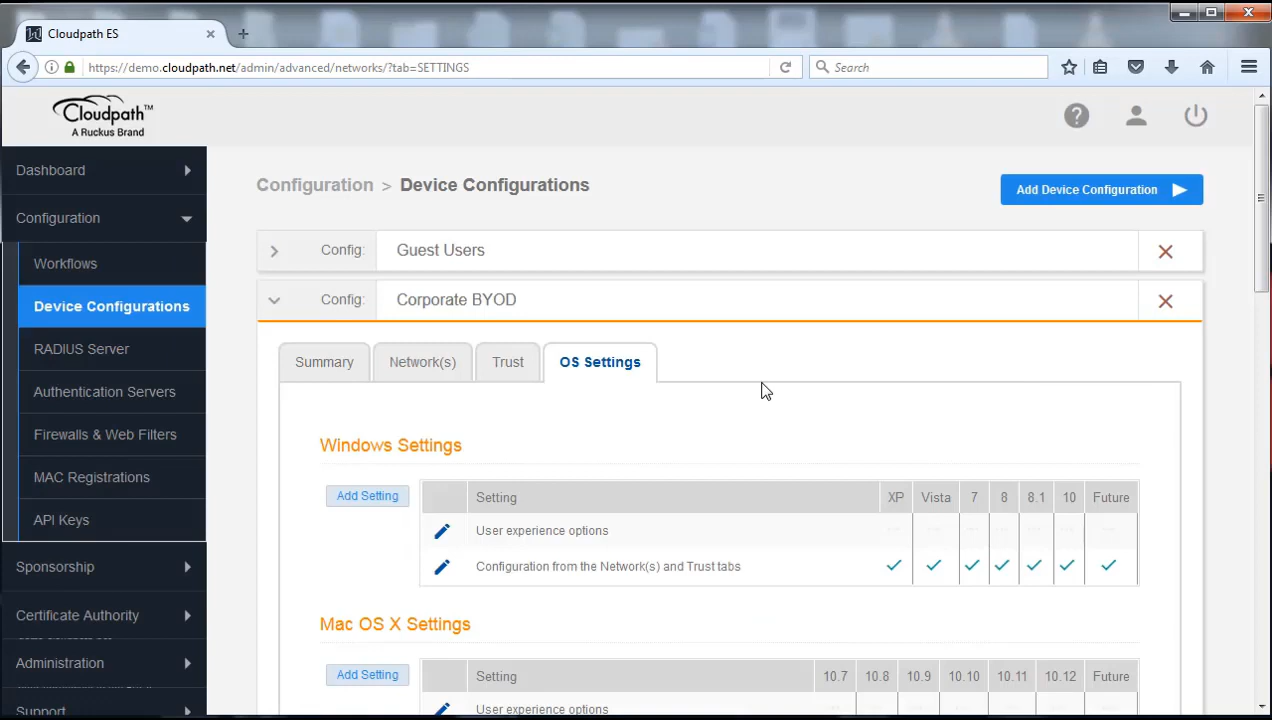 Cloudpath ES
https://demo.cloudpath.net/admin/advanced/networks/?tab=SETTINGS
Search
Cloudpath™
A Ruckus Brand
Dashboard
Configuration
Workflows
Device Configurations
RADIUS Server
Authentication Servers
Firewalls & Web Filters
MAC Registrations
API Keys
Sponsorship
Certificate Authority
Administration
Support
Configuration > Device Configurations
Add Device Configuration
Config: Guest Users
Config: Corporate BYOD
Summary Network(s) Trust OS Settings
Windows Settings
Add Setting
Setting XP Vista 7 8 8.1 10 Future
User experience options
Configuration from the Network(s) and Trust tabs
Mac OS X Settings
Add Setting
Setting 10.7 10.8 10.9 10.10 10.11 10.12 Future
User experience options